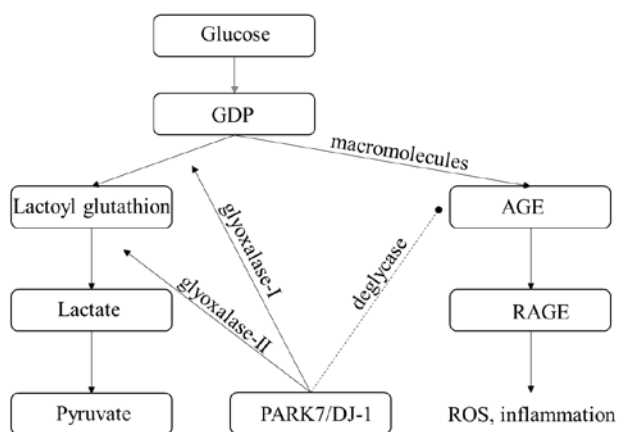 Glucose
GDP
macromolecules
Lactoyl glutathion
glyoxalase-I
AGE
deglycase
glyoxalase-II
Lactate
RAGE
Pyruvate
PARK7/DJ-1
ROS, inflammation